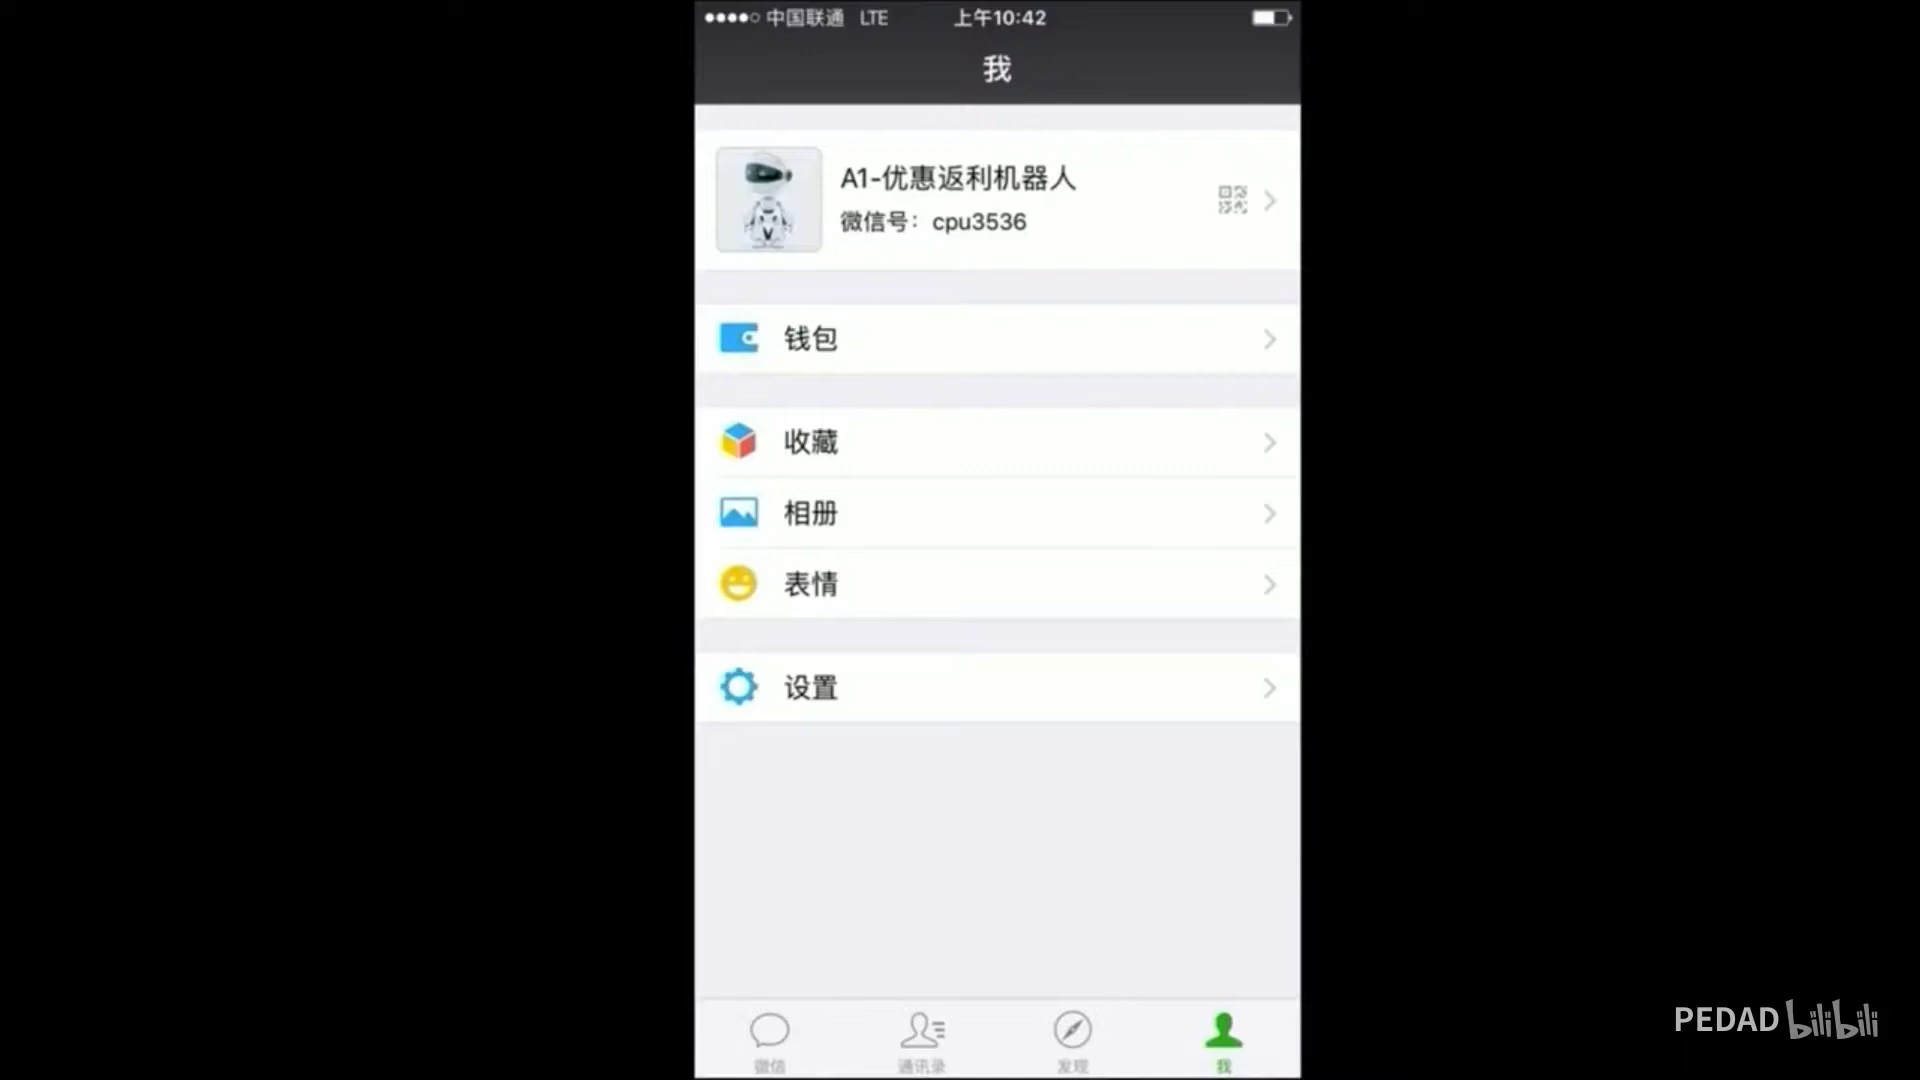 中国联通 LTE 上午10:42
我
A1-优惠返利机器人
微信号：cpu3536
钱包
收藏
相册
表情
设置
微信 通讯录 发现 我
PEDAD bilibili